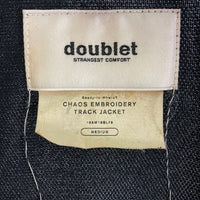 doublet
STRANGEST COMFORT
CHAOS EMBROIDERY
TRACK JACKET
MEDIUM